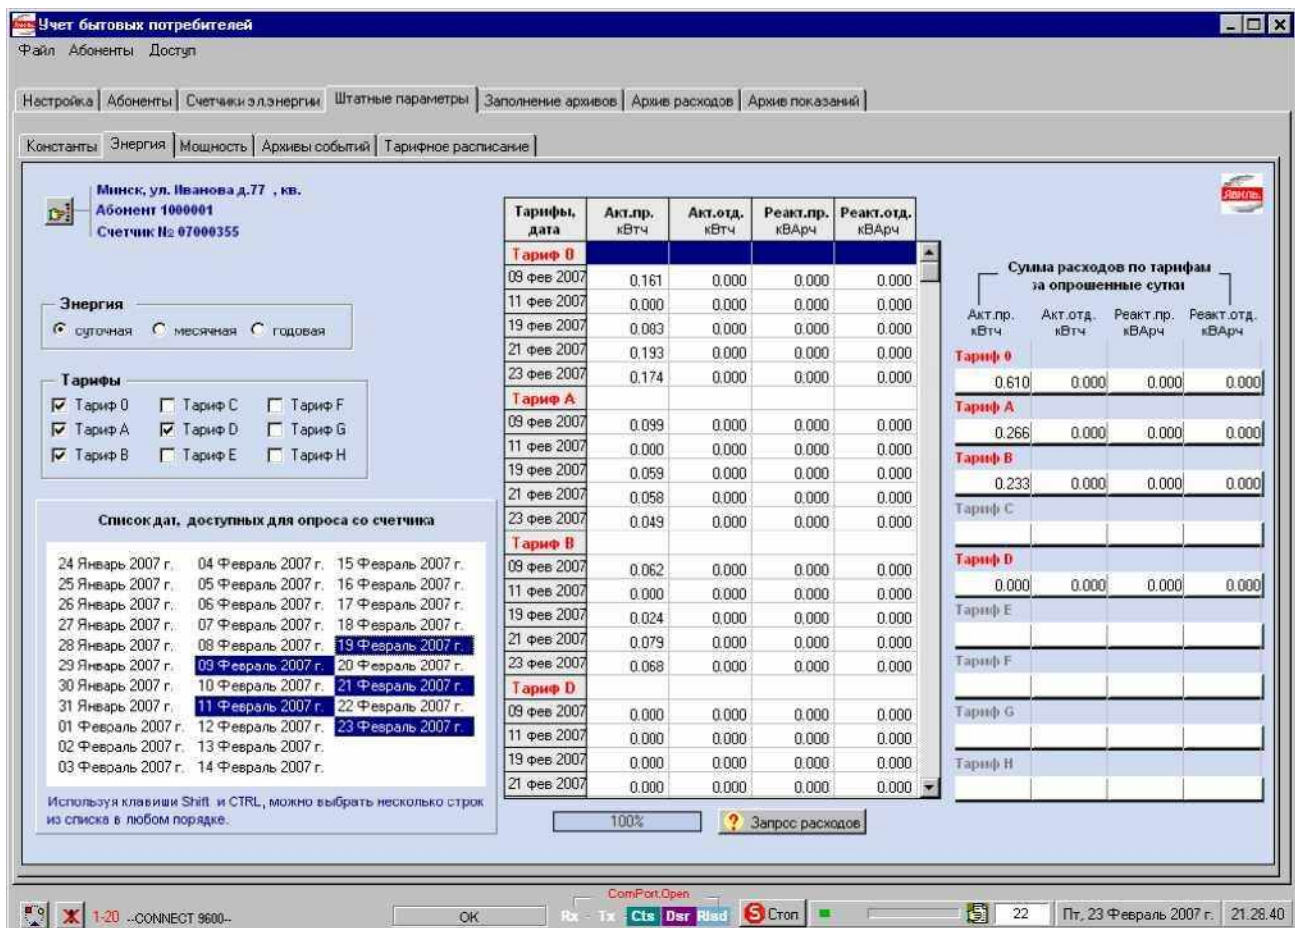 Учет бытовых потребителей
Файл Абоненты Доступ
Настройка Абоненты Счетчики эл.энергии Штатные параметры Заполнение архивов Архив расходов Архив показаний
Константы Энергия Мощность Архивы событий Тарифное расписание
Минск, ул. Иванова д.77 , кв.
Абонент 1000001
Счетчик № 07000355
Энергия
суточная месячная годовая
Тарифы
Тариф 0 Тариф C Тариф F
Тариф A Тариф D Тариф G
Тариф B Тариф E Тариф H
Список дат, доступных для опроса со счетчика
24 Январь 2007 г. 04 Февраль 2007 г. 15 Февраль 2007 г.
25 Январь 2007 г. 05 Февраль 2007 г. 16 Февраль 2007 г.
26 Январь 2007 г. 06 Февраль 2007 г. 17 Февраль 2007 г.
27 Январь 2007 г. 07 Февраль 2007 г. 18 Февраль 2007 г.
28 Январь 2007 г. 08 Февраль 2007 г. 19 Февраль 2007 г.
29 Январь 2007 г. 09 Февраль 2007 г. 20 Февраль 2007 г.
30 Январь 2007 г. 10 Февраль 2007 г. 21 Февраль 2007 г.
31 Январь 2007 г. 11 Февраль 2007 г. 22 Февраль 2007 г.
01 Февраль 2007 г. 12 Февраль 2007 г. 23 Февраль 2007 г.
02 Февраль 2007 г. 13 Февраль 2007 г.
03 Февраль 2007 г. 14 Февраль 2007 г.
Используя клавиши Shift и CTRL, можно выбрать несколько строк
из списка в любом порядке.
Тарифы, Акт.пр. Акт.отд. Реакт.пр. Реакт.отд.
дата кВтч кВтч кВАрч кВАрч
Тариф 0
09 фев 2007 0.161 0.000 0.000 0.000
11 фев 2007 0.000 0.000 0.000 0.000
19 фев 2007 0.083 0.000 0.000 0.000
21 фев 2007 0.193 0.000 0.000 0.000
23 фев 2007 0.174 0.000 0.000 0.000
Тариф A
09 фев 2007 0.099 0.000 0.000 0.000
11 фев 2007 0.000 0.000 0.000 0.000
19 фев 2007 0.059 0.000 0.000 0.000
21 фев 2007 0.058 0.000 0.000 0.000
23 фев 2007 0.049 0.000 0.000 0.000
Тариф B
09 фев 2007 0.062 0.000 0.000 0.000
11 фев 2007 0.000 0.000 0.000 0.000
19 фев 2007 0.024 0.000 0.000 0.000
21 фев 2007 0.079 0.000 0.000 0.000
23 фев 2007 0.068 0.000 0.000 0.000
Тариф D
09 фев 2007 0.000 0.000 0.000 0.000
11 фев 2007 0.000 0.000 0.000 0.000
19 фев 2007 0.000 0.000 0.000 0.000
21 фев 2007 0.000 0.000 0.000 0.000
100% Запрос расходов
Явиль
Сумма расходов по тарифам
за опрошенные сутки
Акт.пр. Акт.отд. Реакт.пр. Реакт.отд.
кВтч кВтч кВАрч кВАрч
Тариф 0
0.610 0.000 0.000 0.000
Тариф A
0.266 0.000 0.000 0.000
Тариф B
0.233 0.000 0.000 0.000
Тариф C
Тариф D
0.000 0.000 0.000 0.000
Тариф E
Тариф F
Тариф G
Тариф H
ComPort.Open
1-20 --CONNECT 9600-- OK Rx - Tx Cts Dsr Rlsd Стоп 22 Пт, 23 Февраль 2007 г. 21.28.40